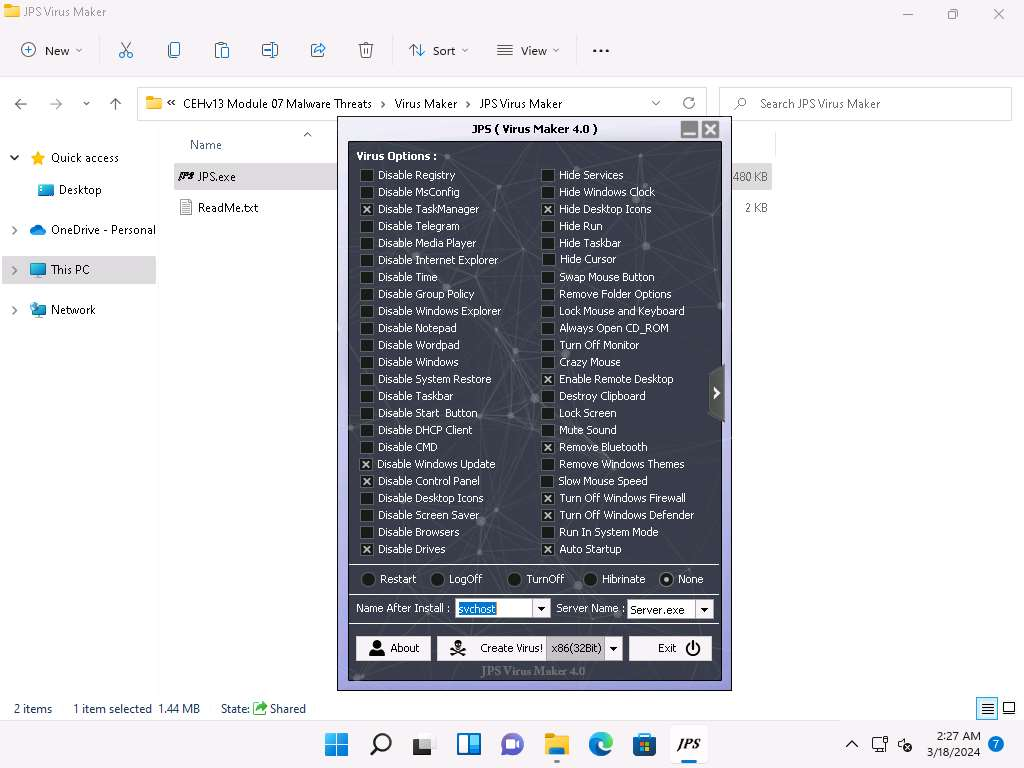 JPS Virus Maker
New
Sort
View
« CEHv13 Module 07 Malware Threats > Virus Maker > JPS Virus Maker
Search JPS Virus Maker
Quick access
Desktop
OneDrive - Personal
This PC
Network
Name
JPS JPS.exe
480 KB
ReadMe.txt
2 KB
JPS ( Virus Maker 4.0 )
Virus Options :
Disable Registry
Disable MsConfig
Disable TaskManager
Disable Telegram
Disable Media Player
Disable Internet Explorer
Disable Time
Disable Group Policy
Disable Windows Explorer
Disable Notepad
Disable Wordpad
Disable Windows
Disable System Restore
Disable Taskbar
Disable Start Button
Disable DHCP Client
Disable CMD
Disable Windows Update
Disable Control Panel
Disable Desktop Icons
Disable Screen Saver
Disable Browsers
Disable Drives
Hide Services
Hide Windows Clock
Hide Desktop Icons
Hide Run
Hide Taskbar
Hide Cursor
Swap Mouse Button
Remove Folder Options
Lock Mouse and Keyboard
Always Open CD_ROM
Turn Off Monitor
Crazy Mouse
Enable Remote Desktop
Destroy Clipboard
Lock Screen
Mute Sound
Remove Bluetooth
Remove Windows Themes
Slow Mouse Speed
Turn Off Windows Firewall
Turn Off Windows Defender
Run In System Mode
Auto Startup
Restart LogOff TurnOff Hibrinate None
Name After Install : svchost Server Name : Server.exe
About Create Virus! x86(32Bit) Exit
JPS Virus Maker 4.0
2 items 1 item selected 1.44 MB State: Shared
JPS
2:27 AM
3/18/2024
7